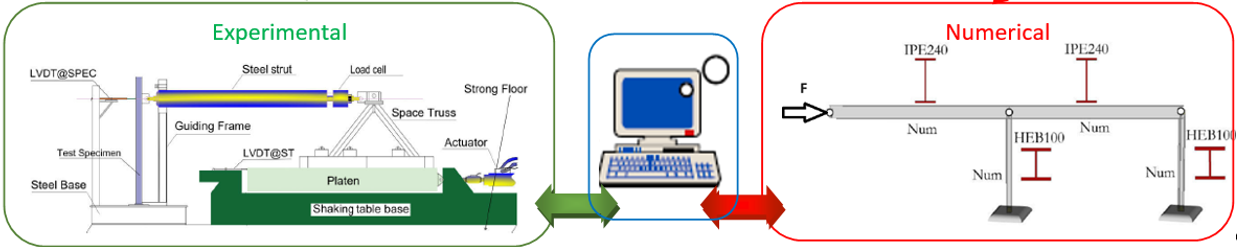 Experimental
LVDT@SPEC
Steel strut
Load cell
Strong Floor
Space Truss
Guiding Frame
Actuator
Test Specimen
LVDT@ST
Steel Base
Platen
Shaking table base
Numerical
IPE240
IPE240
F
Num
Num
HEB100
HEB100
Num
Num